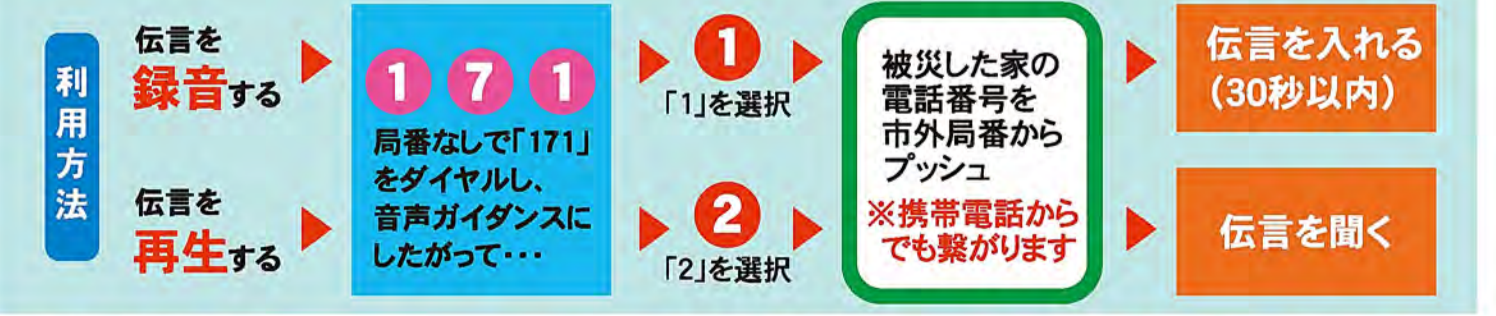 利用方法
伝言を
録音する
伝言を
再生する
1 7 1
局番なしで「171」
をダイヤルし、
音声ガイダンスに
したがって・・・
1
「1」を選択
2
「2」を選択
被災した家の
電話番号を
市外局番から
プッシュ
※携帯電話から
でも繋がります
伝言を入れる
(30秒以内)
伝言を聞く